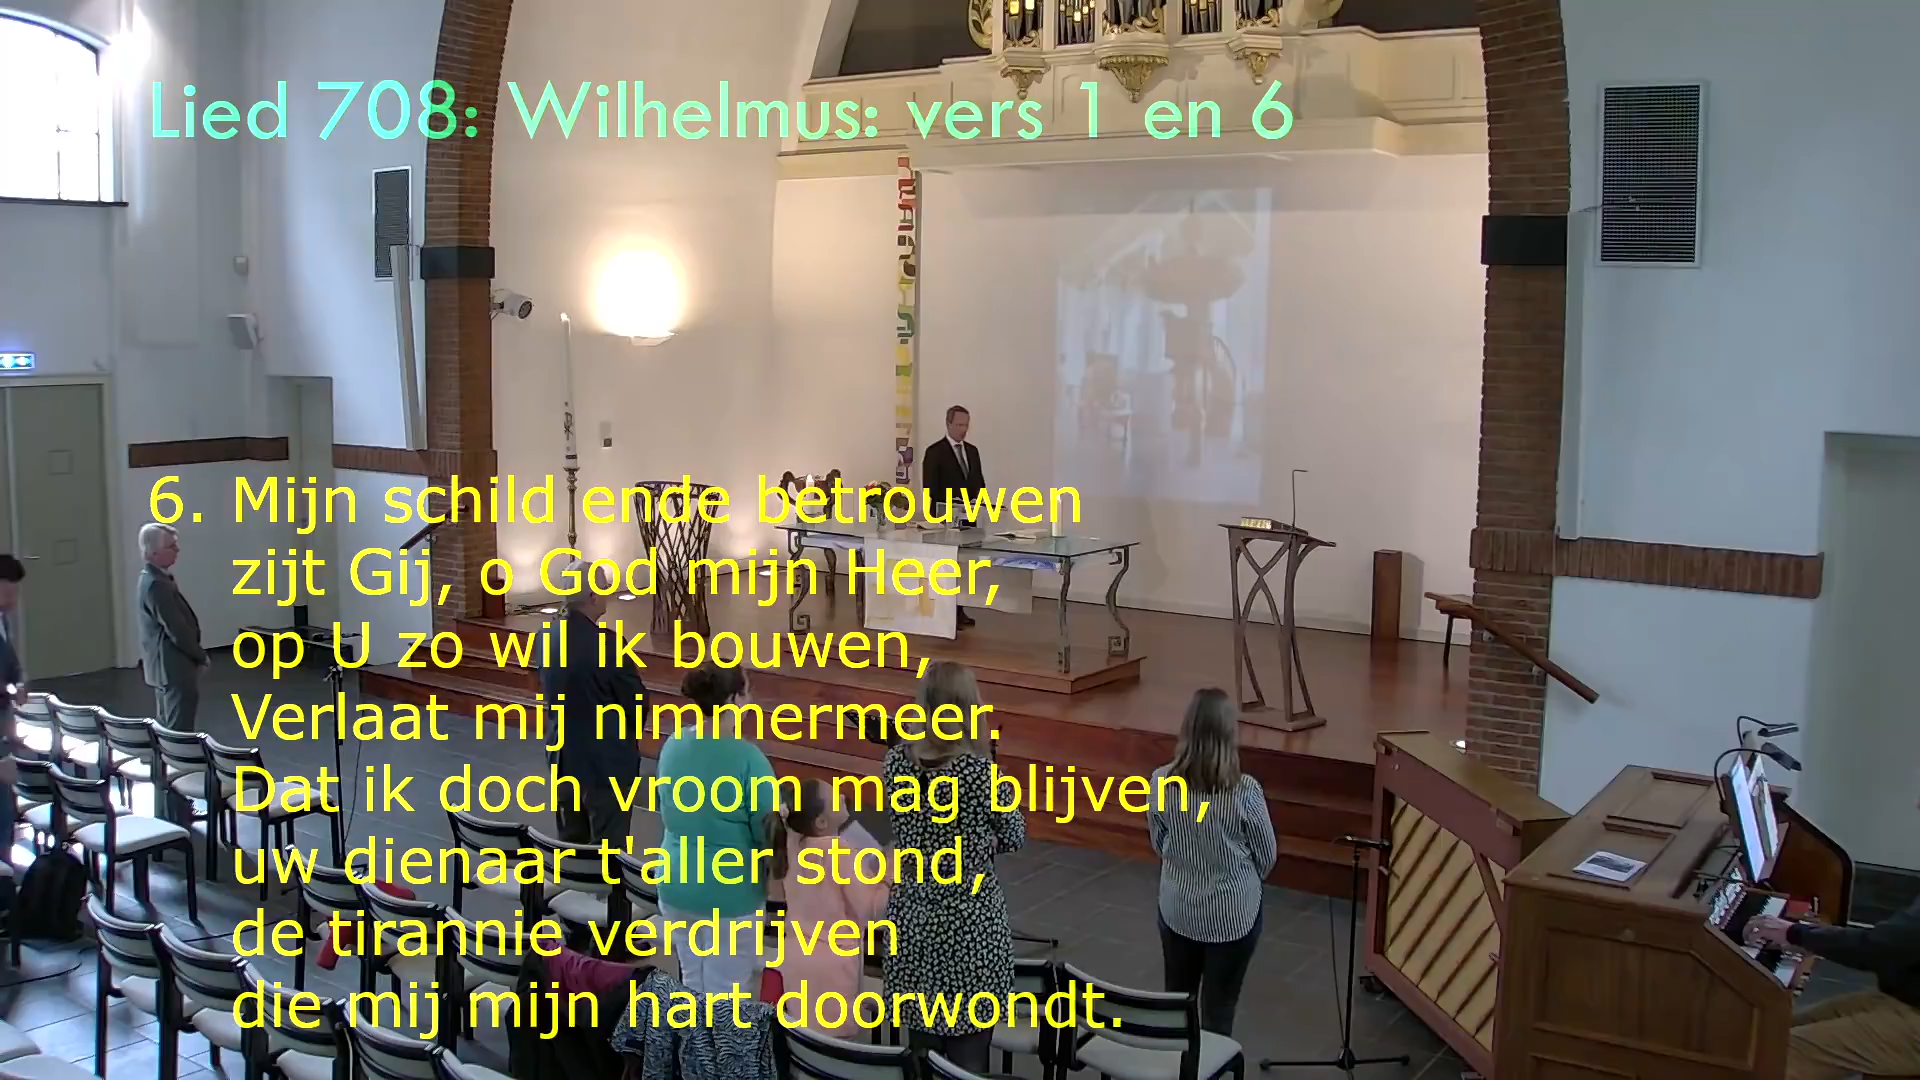 Lied 708: Wilhelmus: vers 1 en 6
6. Mijn schild ende betrouwen
zijt Gij, o God mijn Heer,
op U zo wil ik bouwen,
Verlaat mij nimmermeer.
Dat ik doch vroom mag blijven,
uw dienaar t'aller stond,
de tirannie verdrijven
die mij mijn hart doorwondt.